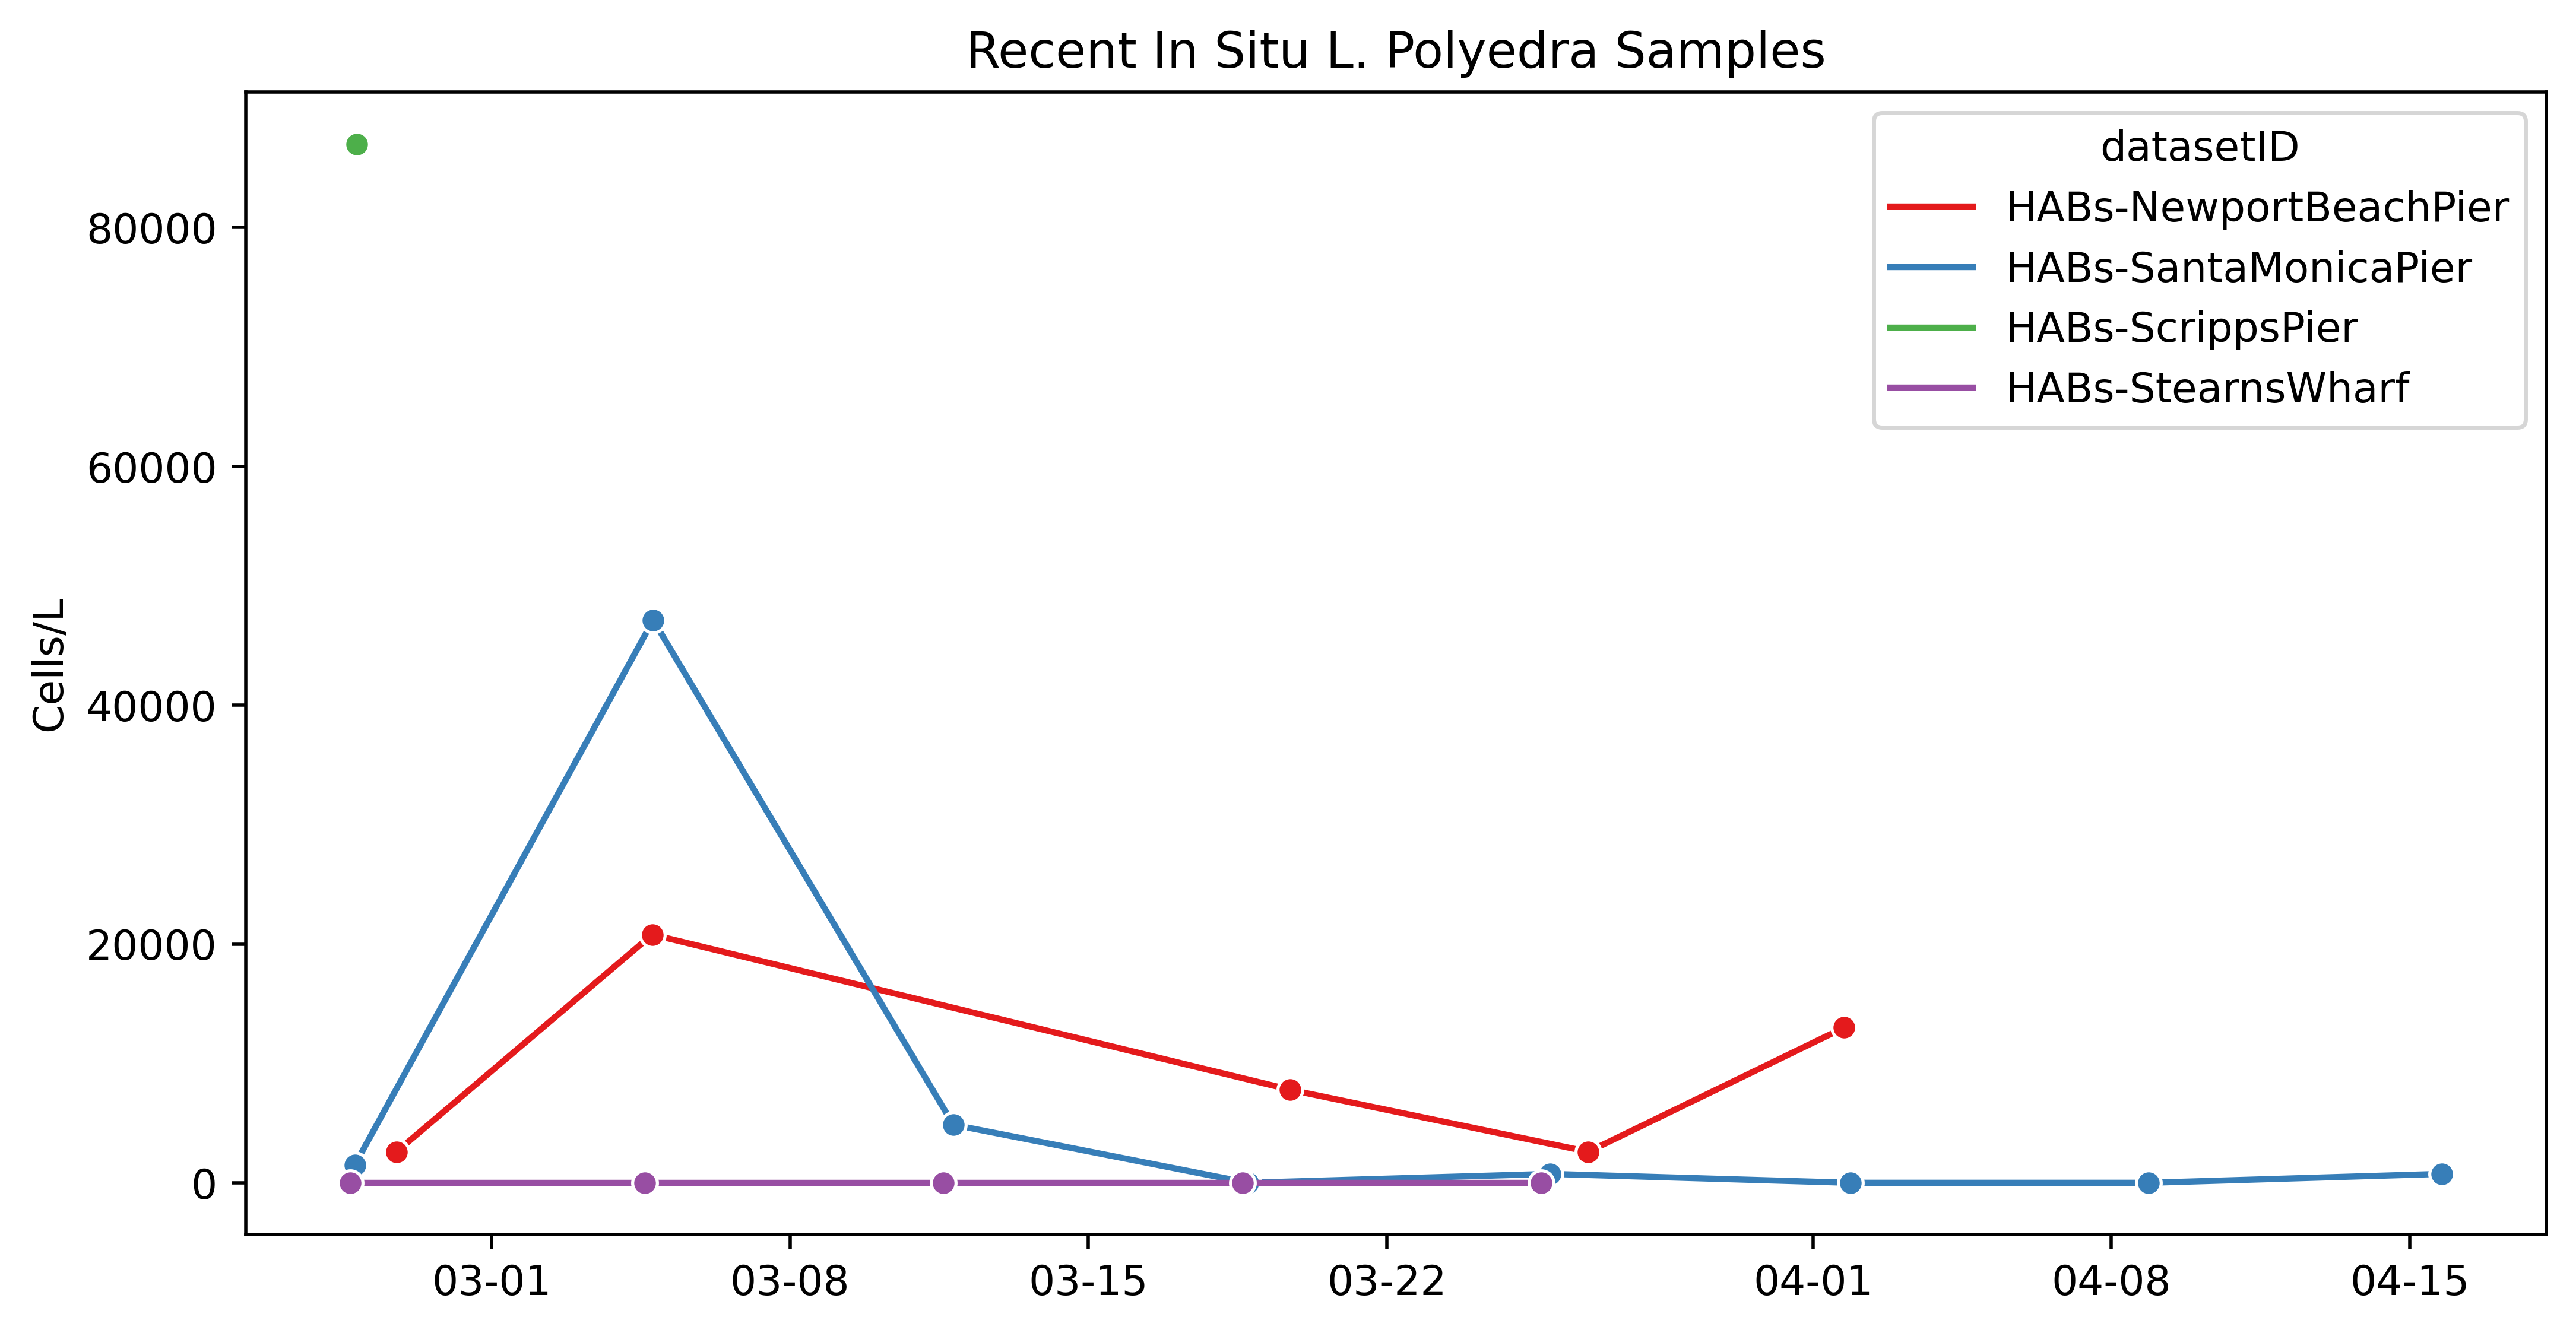 Recent In Situ L. Polyedra Samples
datasetID
HABs-NewportBeachPier
HABs-SantaMonicaPier
HABs-ScrippsPier
HABs-StearnsWharf
Cells/L
80000
60000
40000
20000
0
03-01 03-08 03-15 03-22 04-01 04-08 04-15